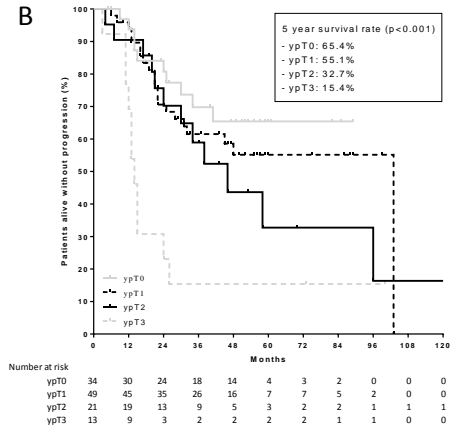 B
5 year survival rate (p<0.001)
- ypT0: 65.4%
- ypT1: 55.1%
- ypT2: 32.7%
- ypT3: 15.4%
Patients alive without progression (%)
100
90
80
70
60
50
40
30
20
10
0
ypT0
ypT1
ypT2
ypT3
0 12 24 36 48 60 72 84 96 108 120
Months
Number at risk
ypT0 34 30 24 18 14 4 3 2 0 0 0
ypT1 49 45 35 26 16 7 7 5 2 0 0
ypT2 21 19 13 9 5 3 2 2 1 1 1
ypT3 13 9 3 2 2 2 2 1 1 0 0